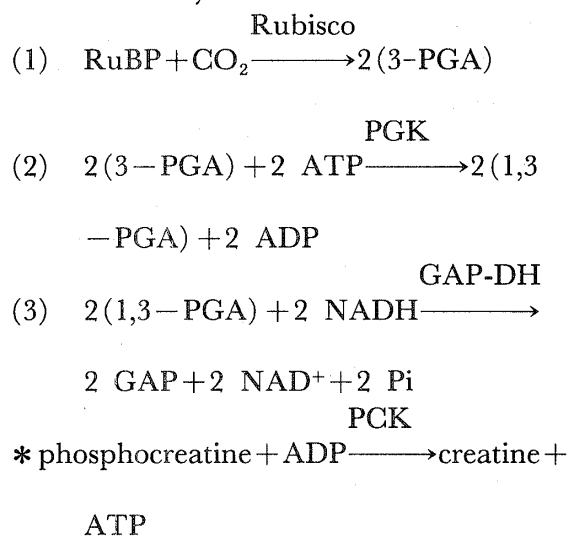 Rubisco
(1) RuBP+CO₂⟶2(3-PGA)
PGK
(2) 2(3−PGA)+2 ATP⟶2(1,3
−PGA)+2 ADP
GAP-DH
(3) 2(1,3−PGA)+2 NADH⟶
2 GAP+2 NAD⁺+2 Pi
PCK
* phosphocreatine+ADP⟶creatine+
ATP